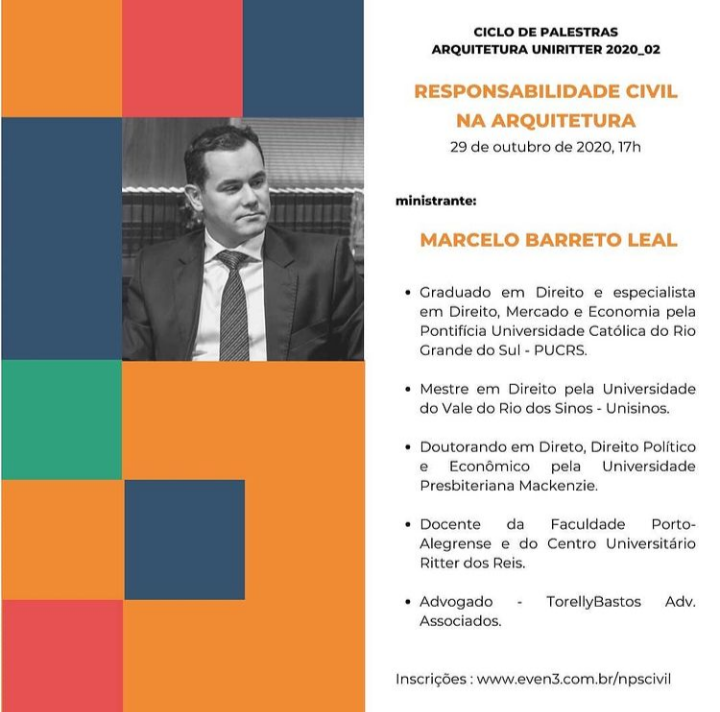 CICLO DE PALESTRAS
ARQUITETURA UNIRITTER 2020_02
RESPONSABILIDADE CIVIL
NA ARQUITETURA
29 de outubro de 2020, 17h
ministrante:
MARCELO BARRETO LEAL
• Graduado em Direito e especialista
em Direito, Mercado e Economia pela
Pontifícia Universidade Católica do Rio
Grande do Sul - PUCRS.
• Mestre em Direito pela Universidade
do Vale do Rio dos Sinos - Unisinos.
• Doutorando em Direto, Direito Político
e Econômico pela Universidade
Presbiteriana Mackenzie.
• Docente da Faculdade Porto-
Alegrense e do Centro Universitário
Ritter dos Reis.
• Advogado - TorellyBastos Adv.
Associados.
Inscrições : www.even3.com.br/npscivil